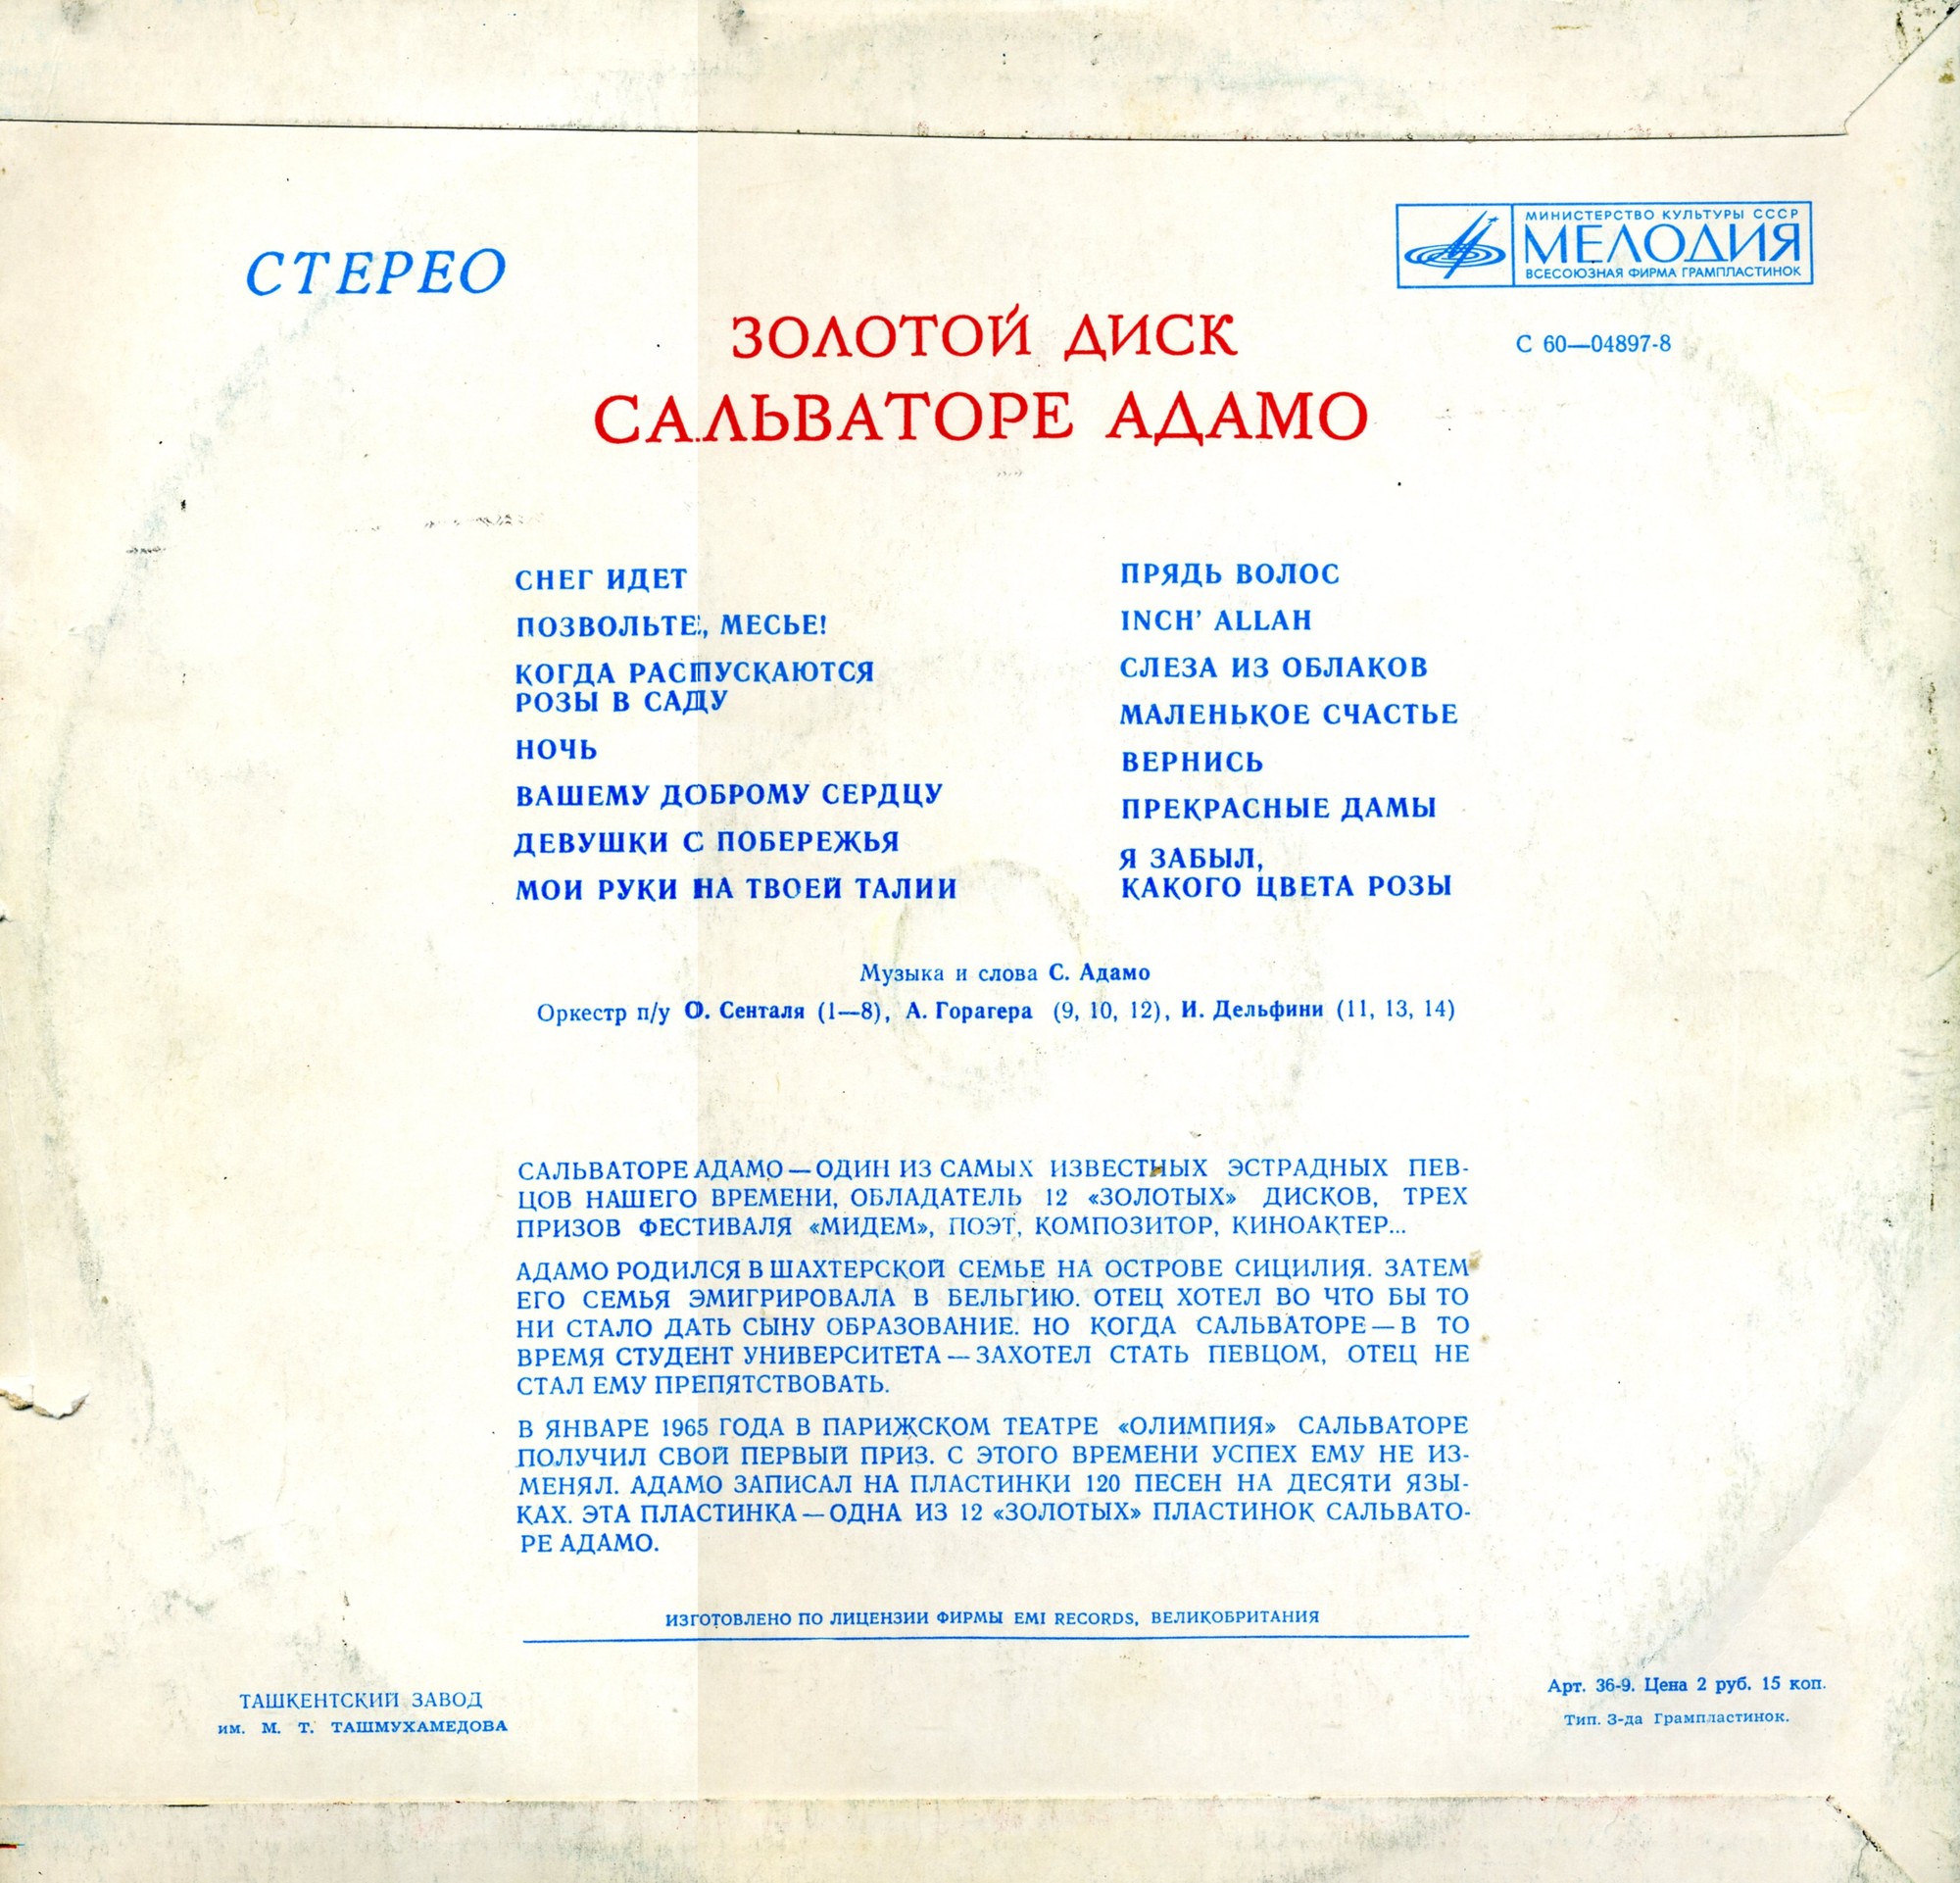 СТЕРЕО
МИНИСТЕРСТВО КУЛЬТУРЫ СССР
МЕЛОДИЯ
ВСЕСОЮЗНАЯ ФИРМА ГРАМПЛАСТИНОК
С 60—04897-8
ЗОЛОТОЙ ДИСК
САЛЬВАТОРЕ АДАМО
СНЕГ ИДЕТ
ПОЗВОЛЬТЕ, МЕСЬЕ!
КОГДА РАСПУСКАЮТСЯ
РОЗЫ В САДУ
НОЧЬ
ВАШЕМУ ДОБРОМУ СЕРДЦУ
ДЕВУШКИ С ПОБЕРЕЖЬЯ
МОИ РУКИ НА ТВОЕЙ ТАЛИИ
ПРЯДЬ ВОЛОС
INCH' ALLAH
СЛЕЗА ИЗ ОБЛАКОВ
МАЛЕНЬКОЕ СЧАСТЬЕ
ВЕРНИСЬ
ПРЕКРАСНЫЕ ДАМЫ
Я ЗАБЫЛ,
КАКОГО ЦВЕТА РОЗЫ
Музыка и слова С. Адамо
Оркестр п/у О. Сенталя (1—8), А. Горагера (9, 10, 12), И. Дельфини (11, 13, 14)
САЛЬВАТОРЕ АДАМО — ОДИН ИЗ САМЫХ ИЗВЕСТНЫХ ЭСТРАДНЫХ ПЕВ-
ЦОВ НАШЕГО ВРЕМЕНИ, ОБЛАДАТЕЛЬ 12 «ЗОЛОТЫХ» ДИСКОВ, ТРЕХ
ПРИЗОВ ФЕСТИВАЛЯ «МИДЕМ», ПОЭТ, КОМПОЗИТОР, КИНОАКТЕР...
АДАМО РОДИЛСЯ В ШАХТЕРСКОЙ СЕМЬЕ НА ОСТРОВЕ СИЦИЛИЯ. ЗАТЕМ
ЕГО СЕМЬЯ ЭМИГРИРОВАЛА В БЕЛЬГИЮ. ОТЕЦ ХОТЕЛ ВО ЧТО БЫ ТО
НИ СТАЛО ДАТЬ СЫНУ ОБРАЗОВАНИЕ. НО КОГДА САЛЬВАТОРЕ — В ТО
ВРЕМЯ СТУДЕНТ УНИВЕРСИТЕТА — ЗАХОТЕЛ СТАТЬ ПЕВЦОМ, ОТЕЦ НЕ
СТАЛ ЕМУ ПРЕПЯТСТВОВАТЬ.
В ЯНВАРЕ 1965 ГОДА В ПАРИЖСКОМ ТЕАТРЕ «ОЛИМПИЯ» САЛЬВАТОРЕ
ПОЛУЧИЛ СВОЙ ПЕРВЫЙ ПРИЗ. С ЭТОГО ВРЕМЕНИ УСПЕХ ЕМУ НЕ ИЗ-
МЕНЯЛ. АДАМО ЗАПИСАЛ НА ПЛАСТИНКИ 120 ПЕСЕН НА ДЕСЯТИ ЯЗЫ-
КАХ. ЭТА ПЛАСТИНКА — ОДНА ИЗ 12 «ЗОЛОТЫХ» ПЛАСТИНОК САЛЬВАТО-
РЕ АДАМО.
ИЗГОТОВЛЕНО ПО ЛИЦЕНЗИИ ФИРМЫ EMI RECORDS, ВЕЛИКОБРИТАНИЯ
ТАШКЕНТСКИЙ ЗАВОД
им. М. Т. ТАШМУХАМЕДОВА
Арт. 36-9. Цена 2 руб. 15 коп.
Тип. З-да Грампластинок.